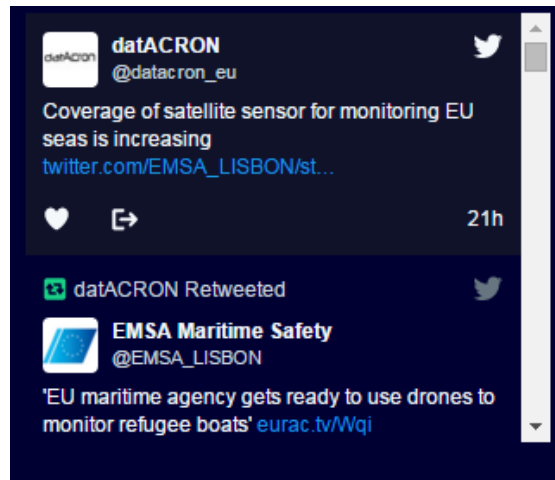 datAcron
datACRON
@datacron_eu
Coverage of satellite sensor for monitoring EU
seas is increasing
twitter.com/EMSA_LISBON/st…
21h
datACRON Retweeted
EMSA Maritime Safety
@EMSA_LISBON
'EU maritime agency gets ready to use drones to
monitor refugee boats' eurac.tv/Wqi